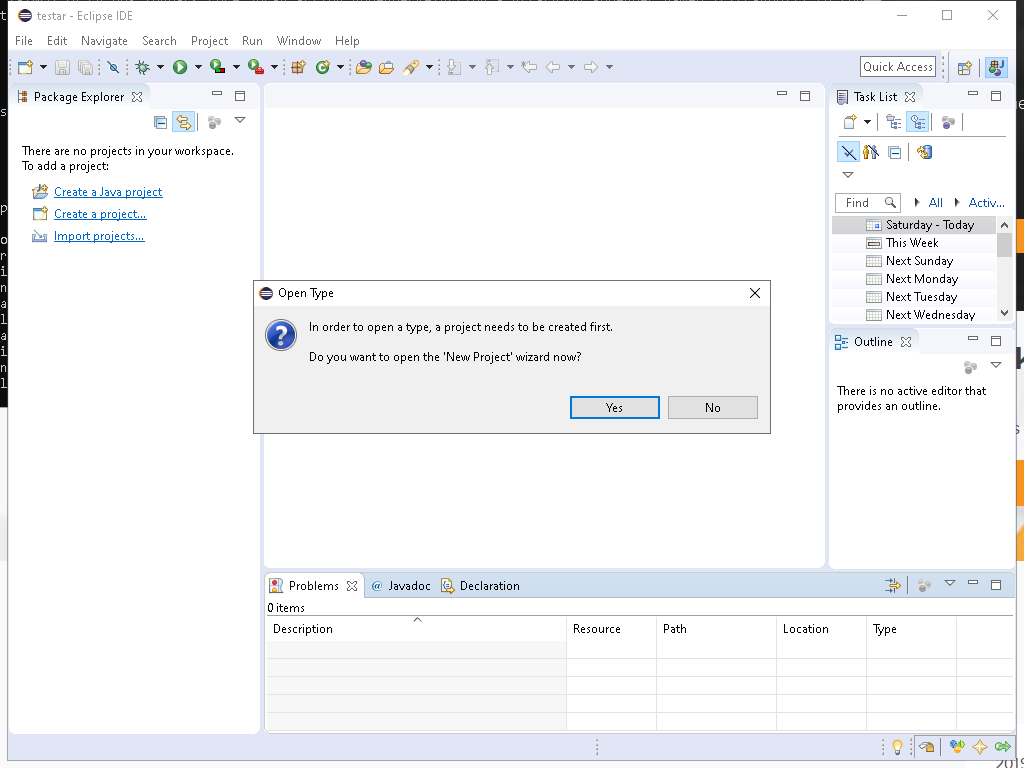 testar - Eclipse IDE
File Edit Navigate Search Project Run Window Help
Quick Access
Package Explorer
There are no projects in your workspace.
To add a project:
Create a Java project
Create a project...
Import projects...
Task List
Find All Activ...
Saturday - Today
This Week
Next Sunday
Next Monday
Next Tuesday
Next Wednesday
Open Type
In order to open a type, a project needs to be created first.
Do you want to open the 'New Project' wizard now?
Yes No
Outline
There is no active editor that
provides an outline.
Problems @ Javadoc Declaration
0 items
Description Resource Path Location Type